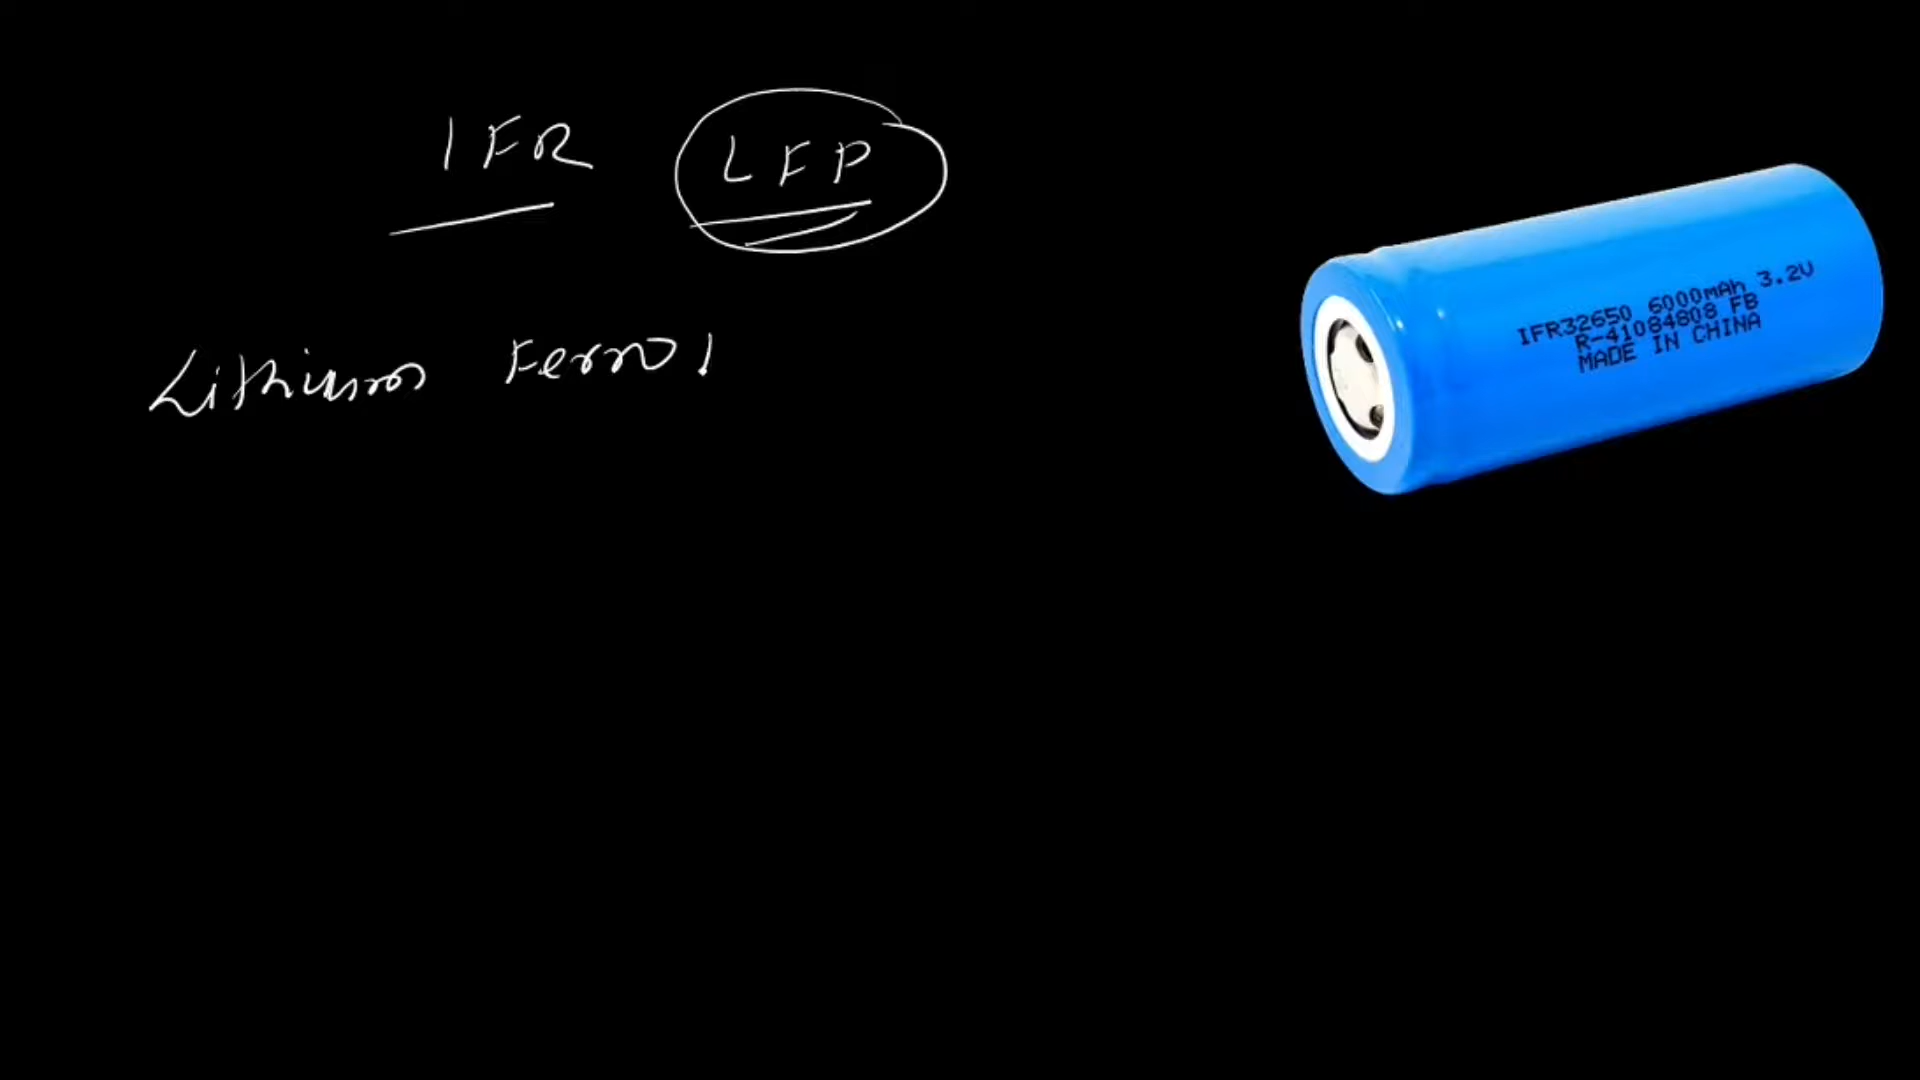 IFR LFP
Lithium Ferro
IFR32650 6000mAh 3.2V
R-41084808 FB
MADE IN CHINA